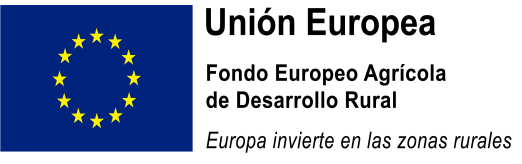 Unión Europea
Fondo Europeo Agrícola
de Desarrollo Rural
Europa invierte en las zonas rurales